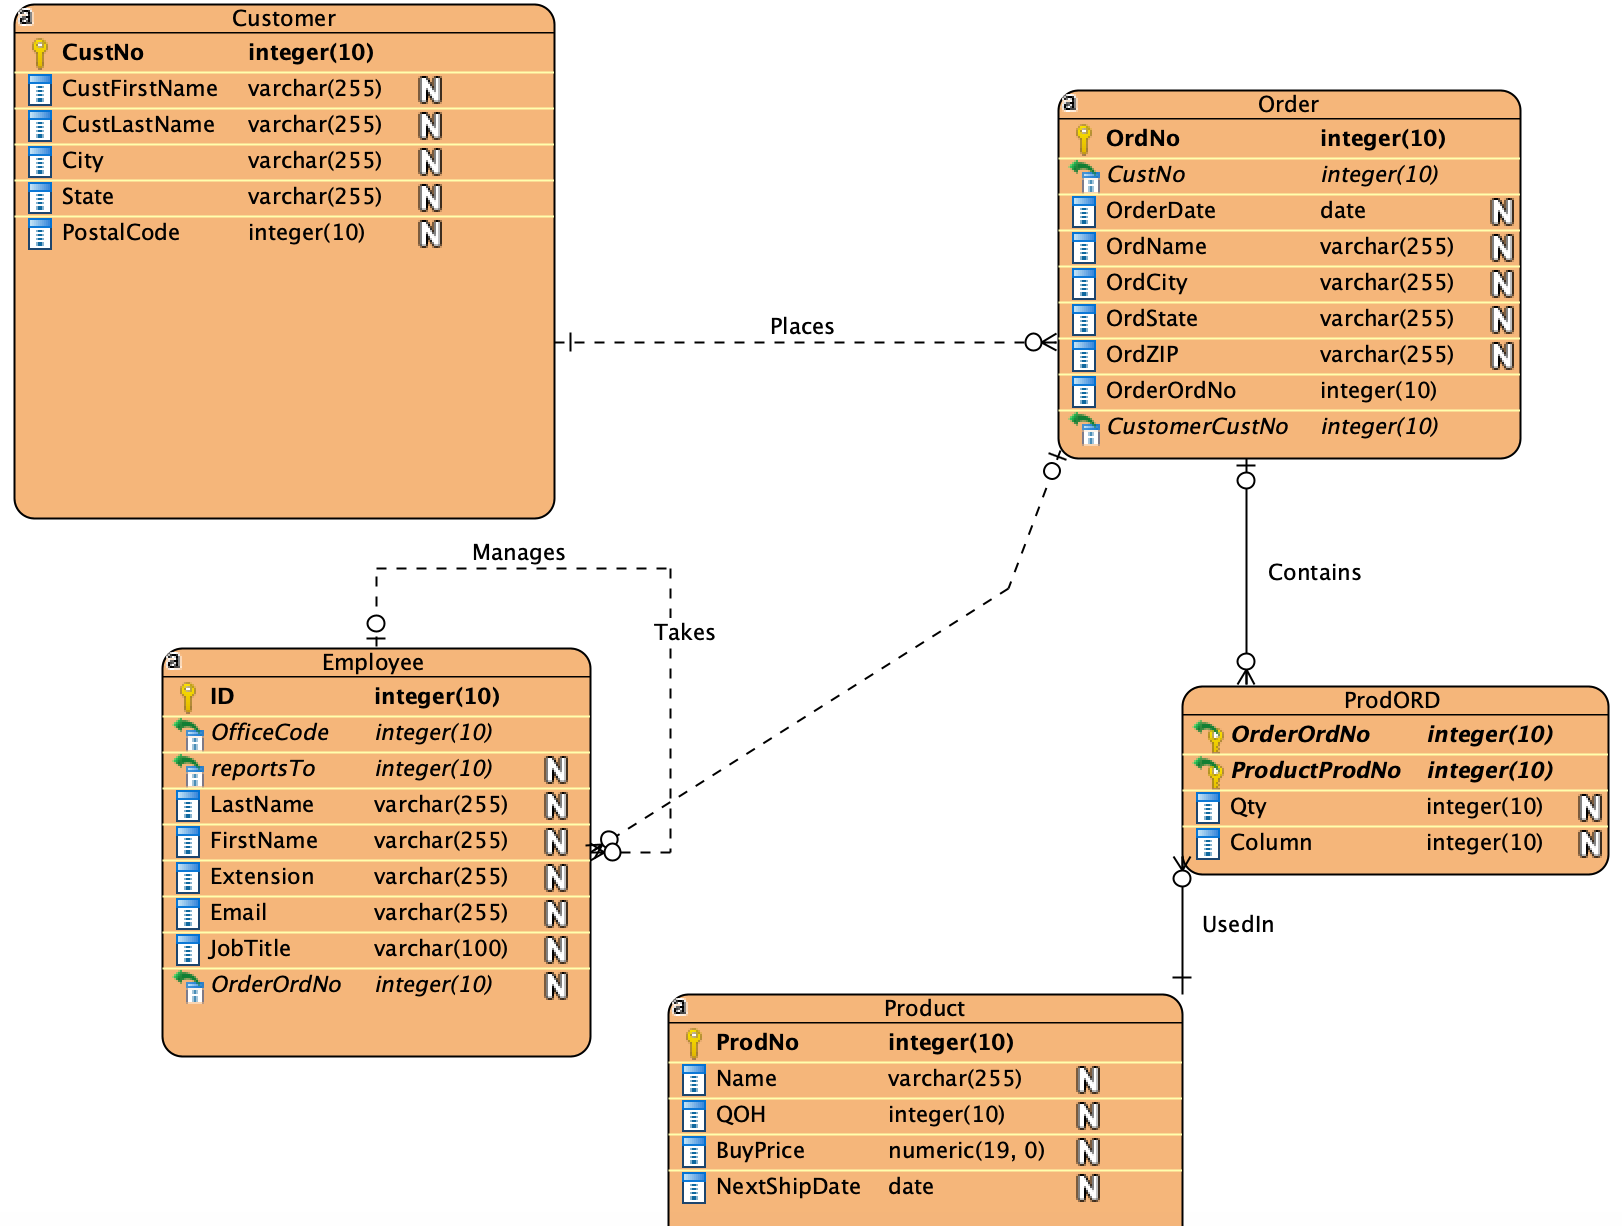 Customer
CustNo integer(10)
CustFirstName varchar(255) N
CustLastName varchar(255) N
City varchar(255) N
State varchar(255) N
PostalCode integer(10) N
Places
Order
OrdNo integer(10)
CustNo integer(10)
OrderDate date N
OrdName varchar(255) N
OrdCity varchar(255) N
OrdState varchar(255) N
OrdZIP varchar(255) N
OrderOrdNo integer(10)
CustomerCustNo integer(10)
Manages
Takes
Contains
Employee
ID integer(10)
OfficeCode integer(10)
reportsTo integer(10) N
LastName varchar(255) N
FirstName varchar(255) N
Extension varchar(255) N
Email varchar(255) N
JobTitle varchar(100) N
OrderOrdNo integer(10) N
ProdORD
OrderOrdNo integer(10)
ProductProdNo integer(10)
Qty integer(10) N
Column integer(10) N
UsedIn
Product
ProdNo integer(10)
Name varchar(255) N
QOH integer(10) N
BuyPrice numeric(19, 0) N
NextShipDate date N